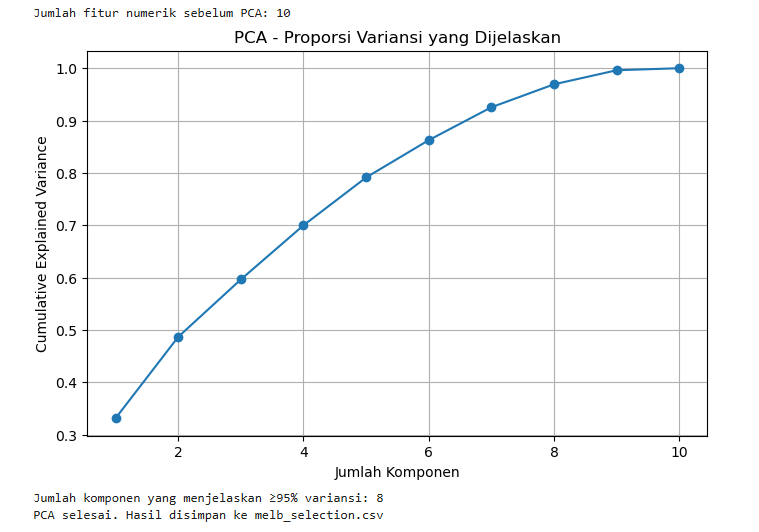 Jumlah fitur numerik sebelum PCA: 10
PCA - Proporsi Variansi yang Dijelaskan
1.0
0.9
0.8
0.7
0.6
0.5
0.4
0.3
Cumulative Explained Variance
2 4 6 8 10
Jumlah Komponen
Jumlah komponen yang menjelaskan ≥95% variansi: 8
PCA selesai. Hasil disimpan ke melb_selection.csv